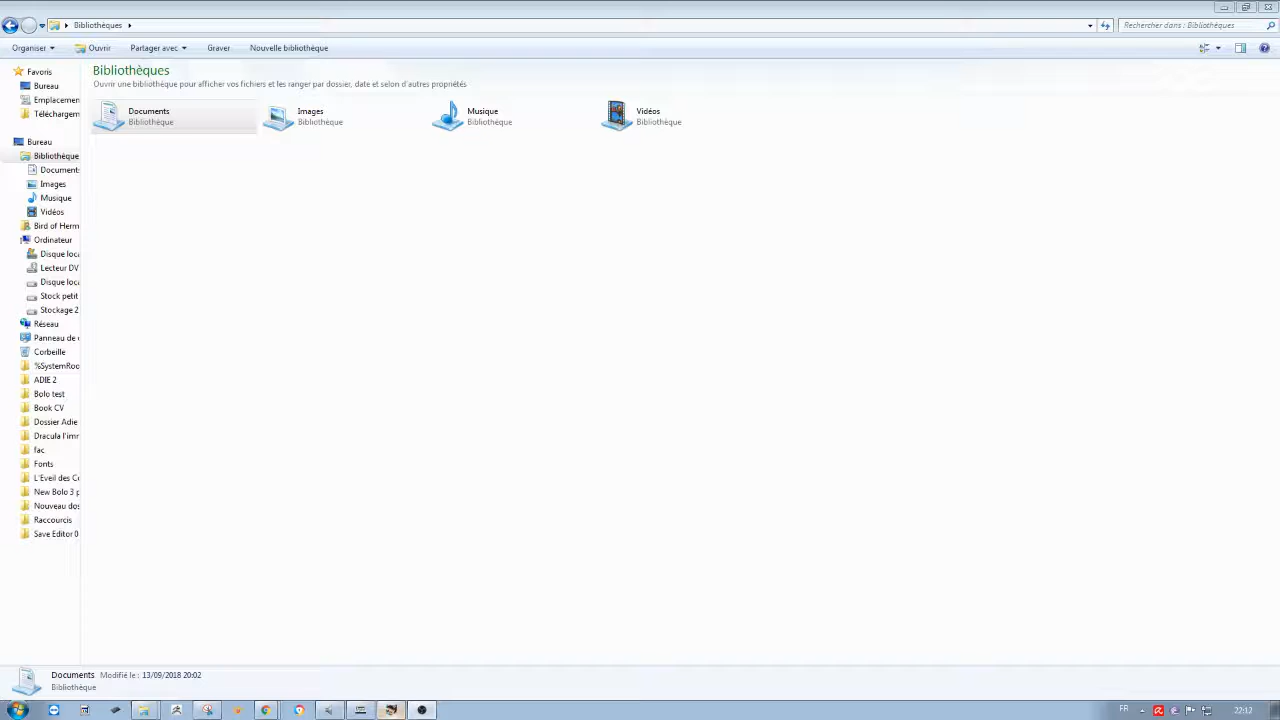 Bibliothèques
Rechercher dans : Bibliothèques
Organiser
Ouvrir
Partager avec
Graver
Nouvelle bibliothèque
Favoris
Bureau
Emplacemen
Téléchargem
Bureau
Bibliothèque
Document
Images
Musique
Vidéos
Bird of Herm
Ordinateur
Disque loca
Lecteur DV
Disque loca
Stock petit
Stockage 2
Réseau
Panneau de
Corbeille
%SystemRoo
ADIE 2
Bolo test
Book CV
Dossier Adie
Dracula l'imr
fac
Fonts
L'Eveil des Co
New Bolo 3 p
Nouveau dos
Raccourcis
Save Editor 0
Bibliothèques
Ouvrir une bibliothèque pour afficher vos fichiers et les ranger par dossier, date et selon d'autres propriétés
Documents
Bibliothèque
Images
Bibliothèque
Musique
Bibliothèque
Vidéos
Bibliothèque
Documents Modifié le : 13/09/2018 20:02
Bibliothèque
FR
22:12